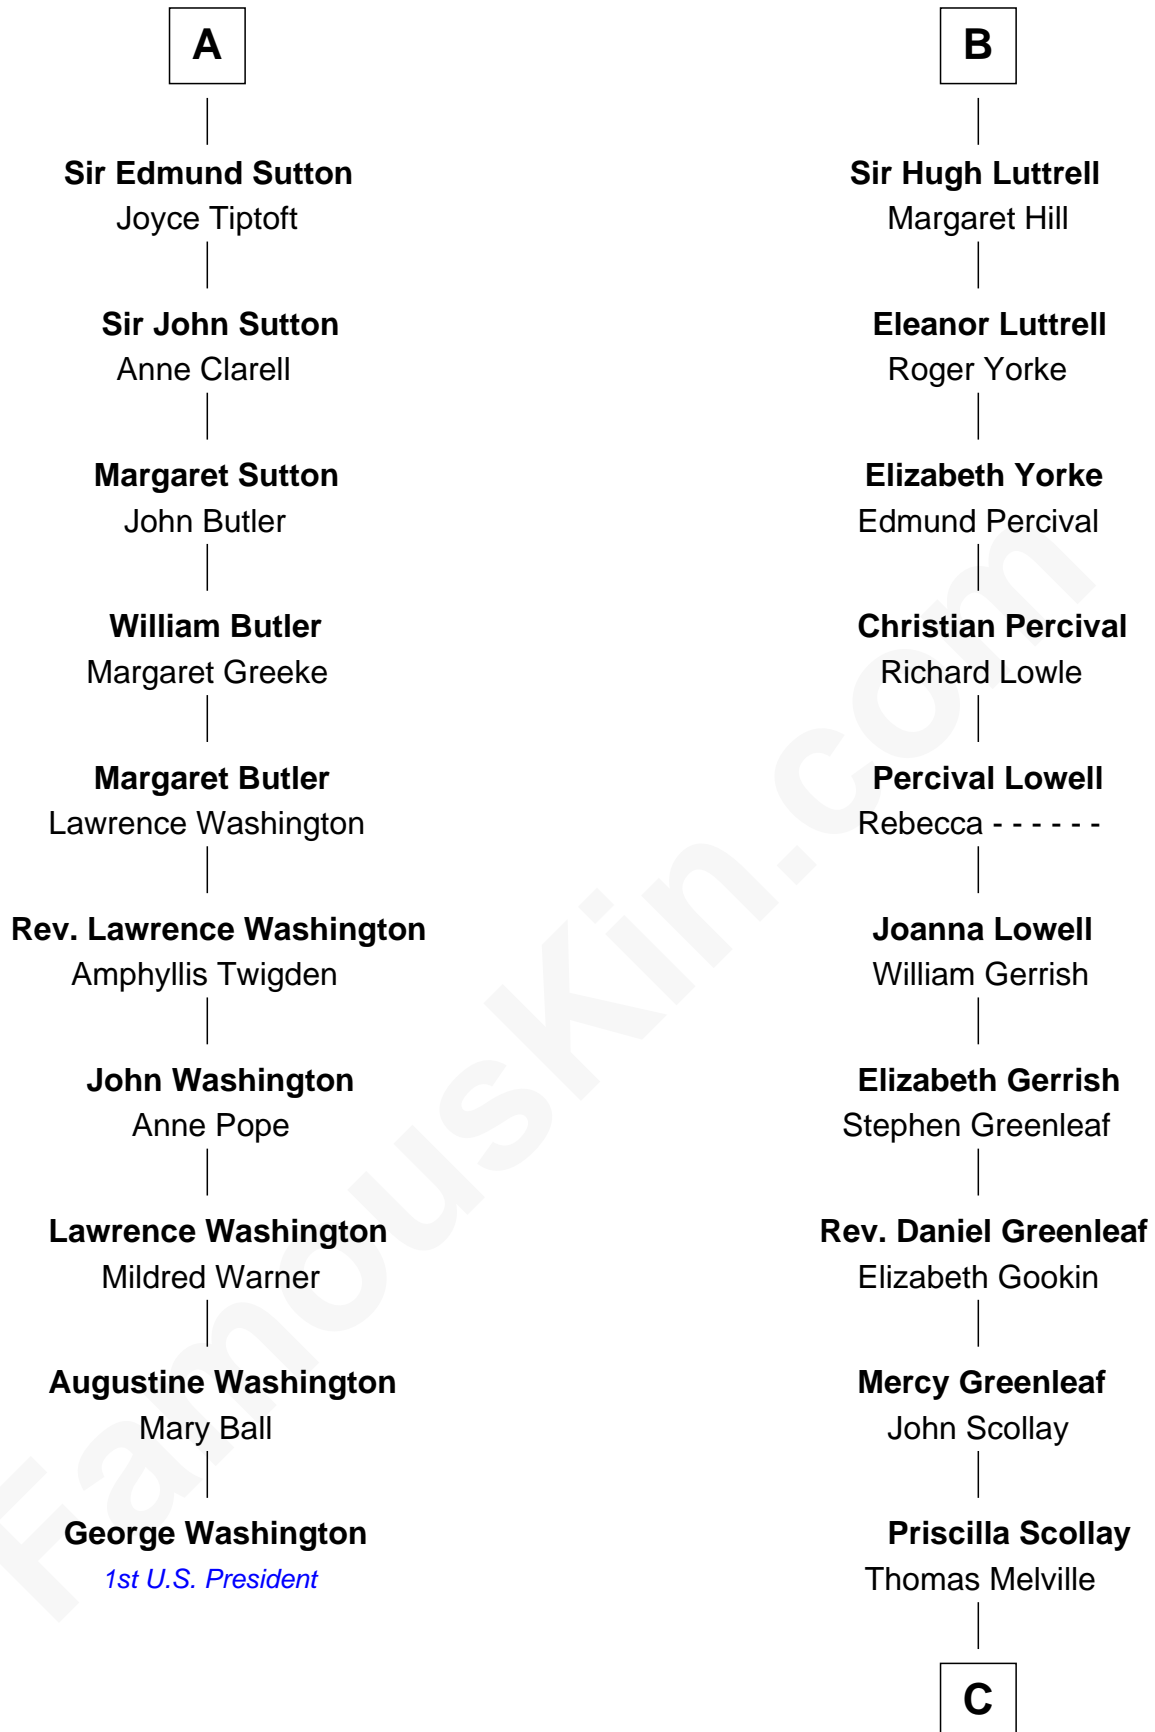 A
Sir Edmund Sutton
Joyce Tiptoft
Sir John Sutton
Anne Clarell
Margaret Sutton
John Butler
William Butler
Margaret Greeke
Margaret Butler
Lawrence Washington
Rev. Lawrence Washington
Amphyllis Twigden
John Washington
Anne Pope
Lawrence Washington
Mildred Warner
Augustine Washington
Mary Ball
George Washington
1st U.S. President
B
Sir Hugh Luttrell
Margaret Hill
Eleanor Luttrell
Roger Yorke
Elizabeth Yorke
Edmund Percival
Christian Percival
Richard Lowle
Percival Lowell
Rebecca - - - - - -
Joanna Lowell
William Gerrish
Elizabeth Gerrish
Stephen Greenleaf
Rev. Daniel Greenleaf
Elizabeth Gookin
Mercy Greenleaf
John Scollay
Priscilla Scollay
Thomas Melville
C
FamousKin.com